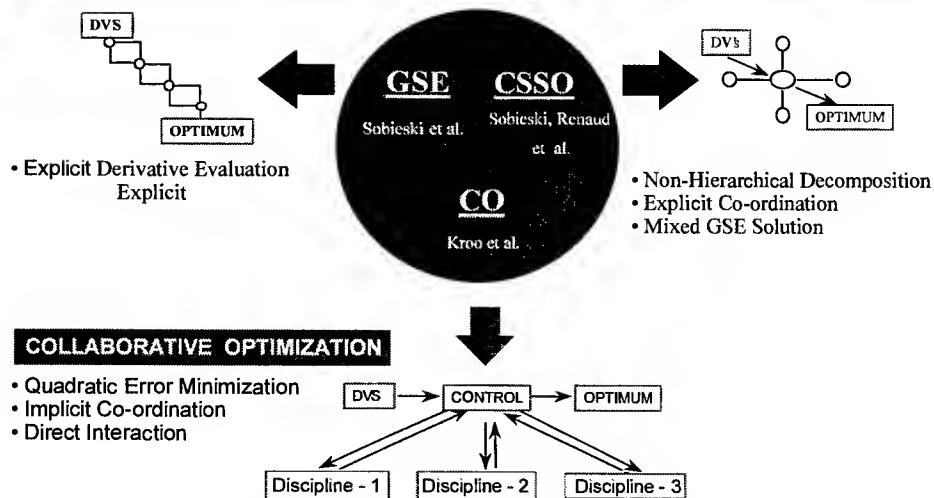 DVS
OPTIMUM
• Explicit Derivative Evaluation
Explicit
GSE
Sobieski et al.
CSSO
Sobieski, Renaud
et al.
CO
Kroo et al.
DV's
OPTIMUM
• Non-Hierarchical Decomposition
• Explicit Co-ordination
• Mixed GSE Solution
COLLABORATIVE OPTIMIZATION
• Quadratic Error Minimization
• Implicit Co-ordination
• Direct Interaction
DVS
CONTROL
OPTIMUM
Discipline - 1
Discipline - 2
Discipline - 3